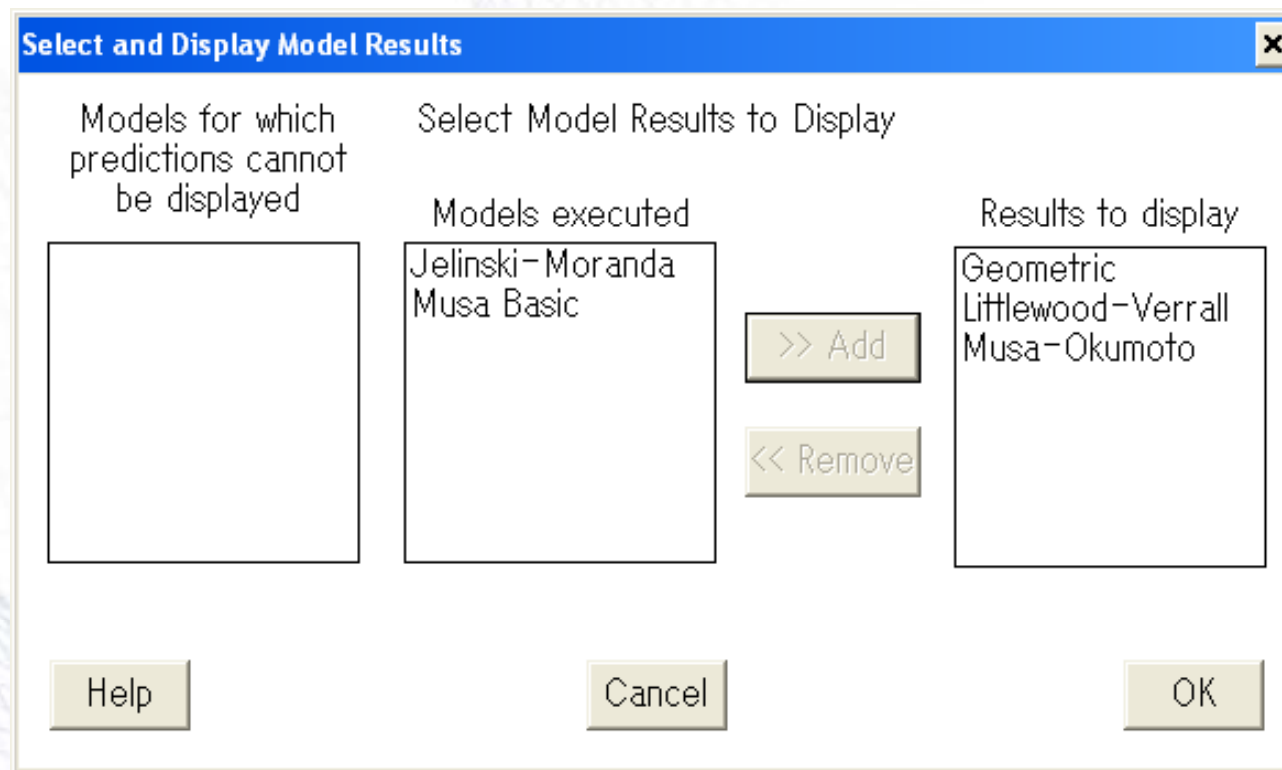 Select and Display Model Results
Models for which
predictions cannot
be displayed
Select Model Results to Display
Models executed
Jelinski-Moranda
Musa Basic
>> Add
<< Remove
Results to display
Geometric
Littlewood-Verrall
Musa-Okumoto
Help
Cancel
OK